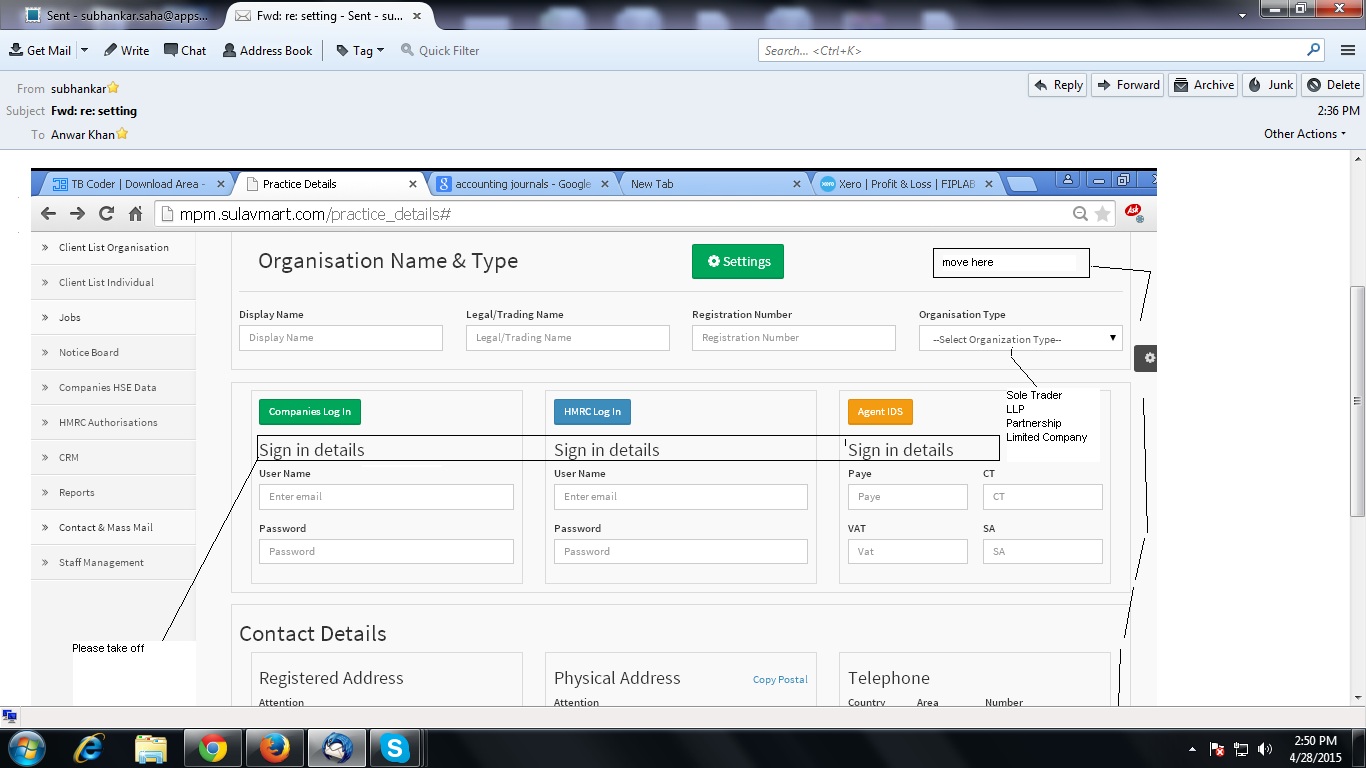 Sent - subhankar.saha@apps...
Fwd: re: setting - Sent - su...
Get Mail Write Chat Address Book Tag Quick Filter Search... <Ctrl+K>
From subhankar Reply Forward Archive Junk Delete
Subject Fwd: re: setting 2:36 PM
To Anwar Khan Other Actions
TB Coder | Download Area - Practice Details accounting journals - Google New Tab Xero | Profit & Loss | FIPLAB
mpm.sulavmart.com/practice_details# Ask
Client List Organisation
Client List Individual
Jobs
Notice Board
Companies HSE Data
HMRC Authorisations
CRM
Reports
Contact & Mass Mail
Staff Management
Organisation Name & Type Settings move here
Display Name Legal/Trading Name Registration Number Organisation Type
Display Name Legal/Trading Name Registration Number --Select Organization Type--
Sole Trader
LLP
Partnership
Limited Company
Companies Log In HMRC Log In Agent IDS
Sign in details Sign in details Sign in details
User Name User Name Paye CT
Enter email Enter email Paye CT
Password Password VAT SA
Password Password Vat SA
Please take off
Contact Details
Registered Address Physical Address Copy Postal Telephone
Attention Attention Country Area Number
2:50 PM
4/28/2015